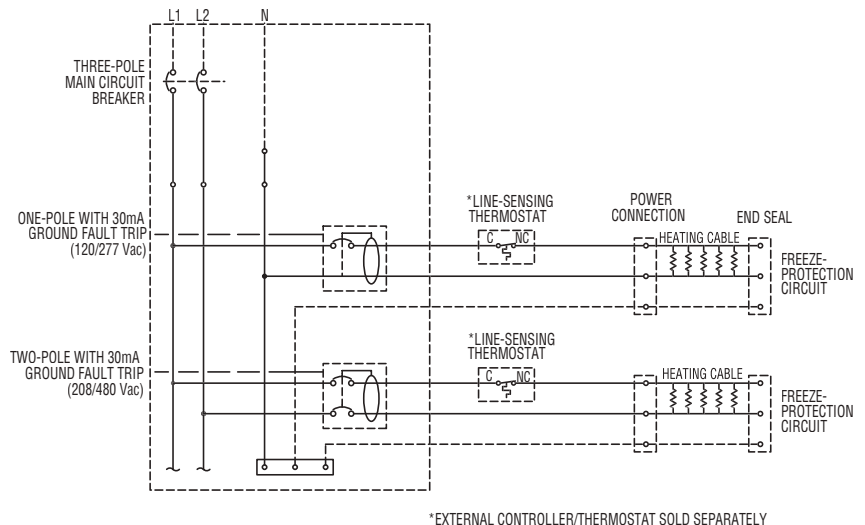 L1 L2 N
THREE-POLE
MAIN CIRCUIT
BREAKER
ONE-POLE WITH 30mA
GROUND FAULT TRIP
(120/277 Vac)
*LINE-SENSING
THERMOSTAT
C NC
POWER
CONNECTION
HEATING CABLE
END SEAL
FREEZE-
PROTECTION
CIRCUIT
TWO-POLE WITH 30mA
GROUND FAULT TRIP
(208/480 Vac)
*LINE-SENSING
THERMOSTAT
C NC
HEATING CABLE
FREEZE-
PROTECTION
CIRCUIT
*EXTERNAL CONTROLLER/THERMOSTAT SOLD SEPARATELY